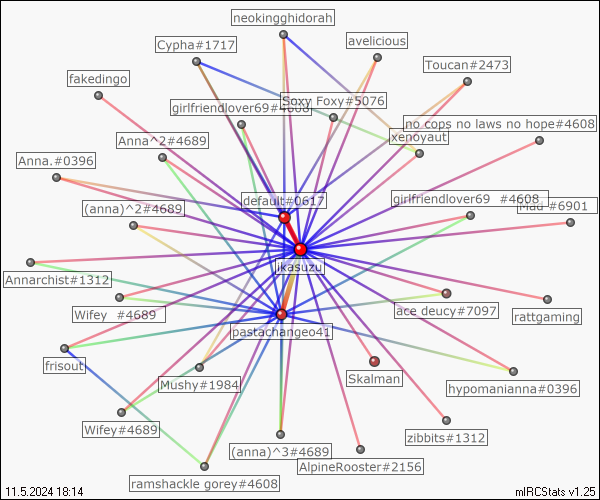 neokingghidorah
Cypha#1717
avelicious
Toucan#2473
fakedingo
Soxy Foxy#5076
girlfriendlover69#4608
no cops no laws no hope#4608
xenoyaut
Anna^2#4689
Anna.#0396
default#0617
girlfriendlover69 #4608
Mad #6901
(anna)^2#4689
ikasuzu
Annarchist#1312
ace deucy#7097
rattgaming
Wifey #4689
pastachangeo41
frisout
Mushy#1984
Skalman
hypomanianna#0396
Wifey#4689
(anna)^3#4689
zibbits#1312
AlpineRooster#2156
ramshackle gorey#4608
11.5.2024 18:14
mIRCStats v1.25